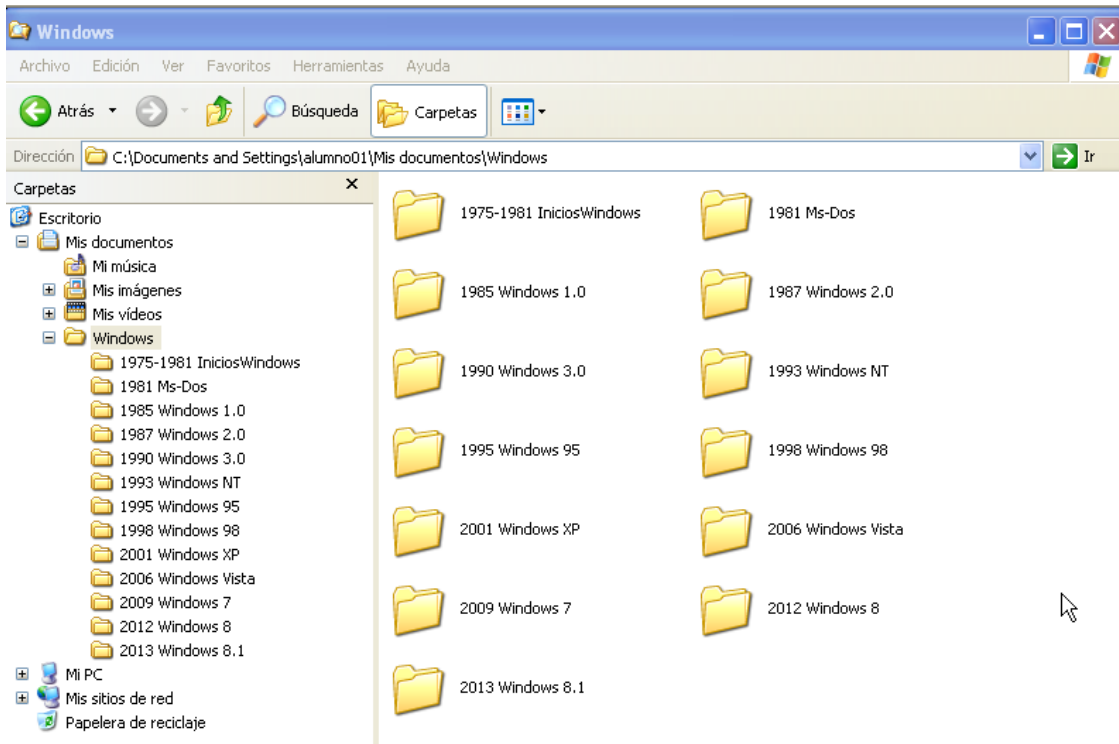 Windows
Archivo Edición Ver Favoritos Herramientas Ayuda
Atrás Búsqueda Carpetas
Dirección C:\Documents and Settings\alumno01\Mis documentos\Windows Ir
Carpetas
Escritorio
Mis documentos
Mi música
Mis imágenes
Mis vídeos
Windows
1975-1981 IniciosWindows
1981 Ms-Dos
1985 Windows 1.0
1987 Windows 2.0
1990 Windows 3.0
1993 Windows NT
1995 Windows 95
1998 Windows 98
2001 Windows XP
2006 Windows Vista
2009 Windows 7
2012 Windows 8
2013 Windows 8.1
Mi PC
Mis sitios de red
Papelera de reciclaje
1975-1981 IniciosWindows 1981 Ms-Dos
1985 Windows 1.0 1987 Windows 2.0
1990 Windows 3.0 1993 Windows NT
1995 Windows 95 1998 Windows 98
2001 Windows XP 2006 Windows Vista
2009 Windows 7 2012 Windows 8
2013 Windows 8.1